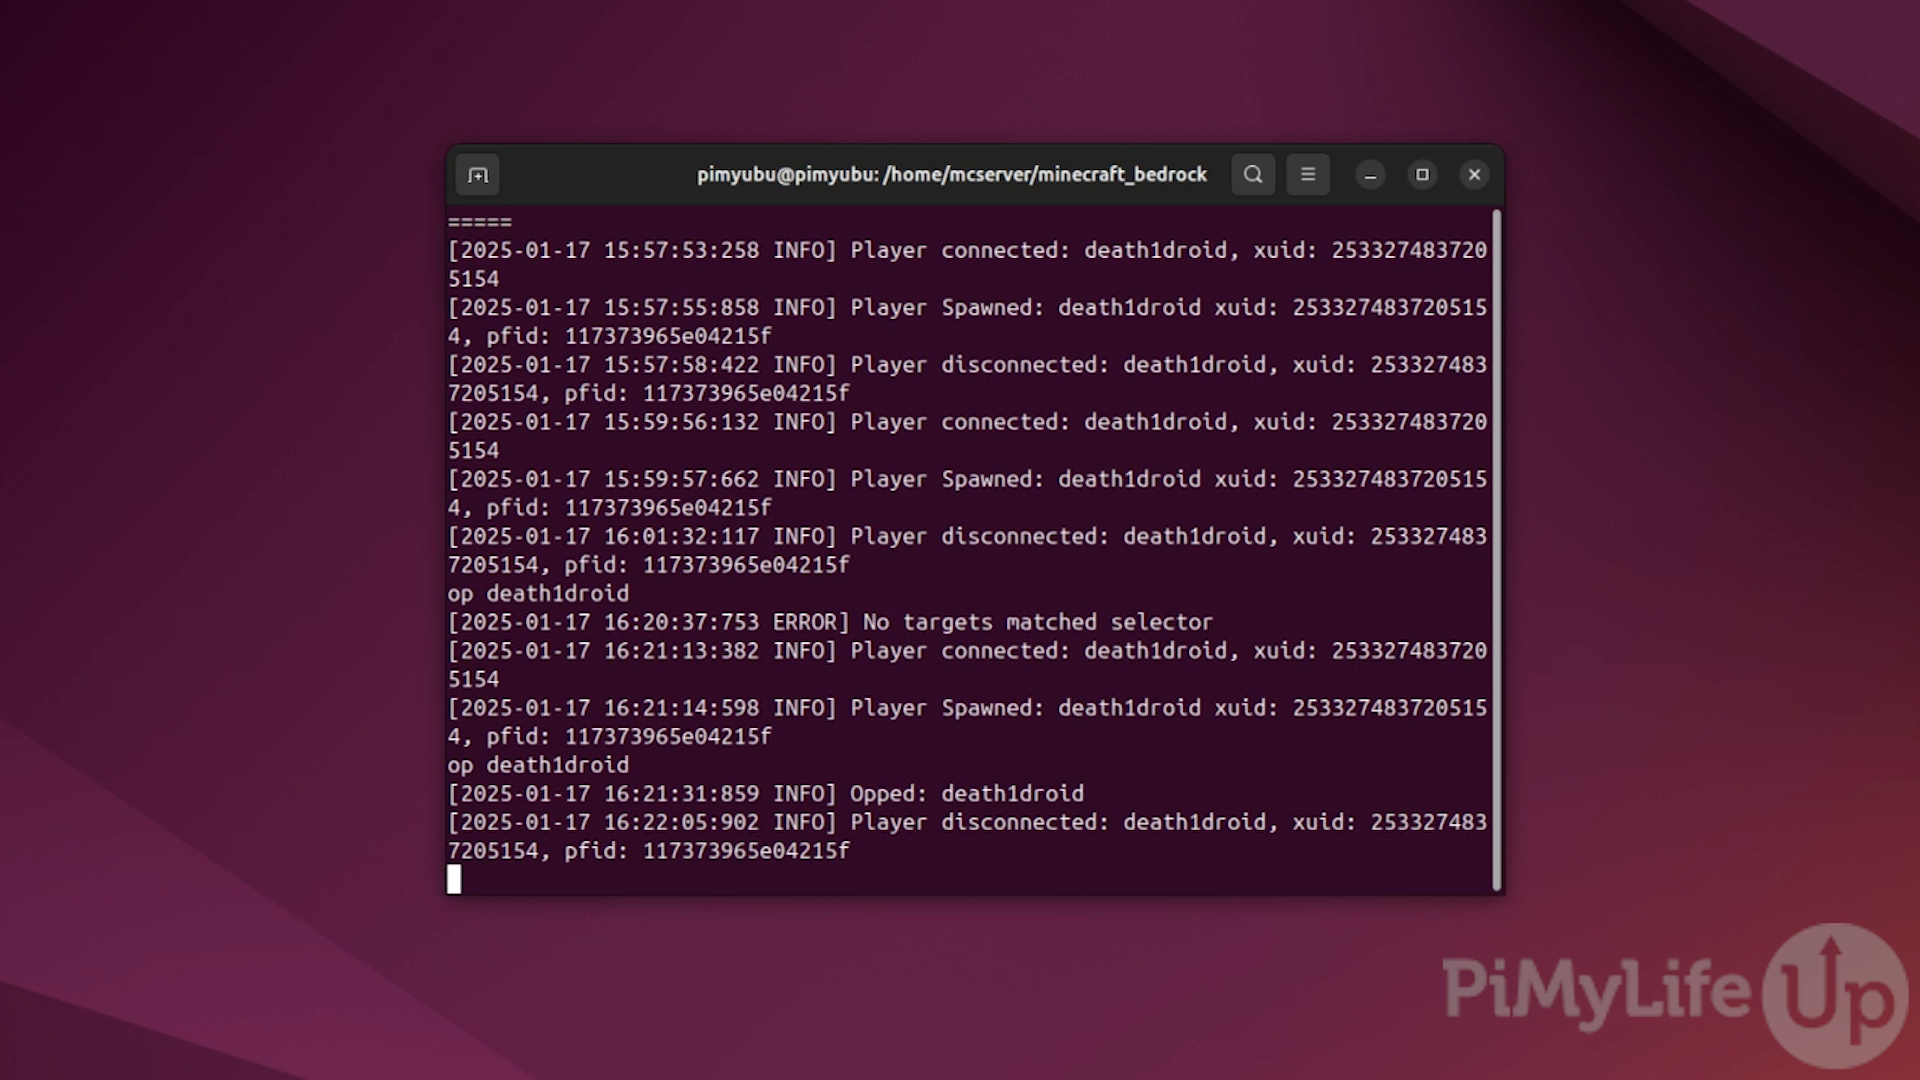 pimyubu@pimyubu: /home/mcserver/minecraft_bedrock
=====
[2025-01-17 15:57:53:258 INFO] Player connected: death1droid, xuid: 253327483720
5154
[2025-01-17 15:57:55:858 INFO] Player Spawned: death1droid xuid: 253327483720515
4, pfid: 117373965e04215f
[2025-01-17 15:57:58:422 INFO] Player disconnected: death1droid, xuid: 253327483
7205154, pfid: 117373965e04215f
[2025-01-17 15:59:56:132 INFO] Player connected: death1droid, xuid: 253327483720
5154
[2025-01-17 15:59:57:662 INFO] Player Spawned: death1droid xuid: 253327483720515
4, pfid: 117373965e04215f
[2025-01-17 16:01:32:117 INFO] Player disconnected: death1droid, xuid: 253327483
7205154, pfid: 117373965e04215f
op death1droid
[2025-01-17 16:20:37:753 ERROR] No targets matched selector
[2025-01-17 16:21:13:382 INFO] Player connected: death1droid, xuid: 253327483720
5154
[2025-01-17 16:21:14:598 INFO] Player Spawned: death1droid xuid: 253327483720515
4, pfid: 117373965e04215f
op death1droid
[2025-01-17 16:21:31:859 INFO] Opped: death1droid
[2025-01-17 16:22:05:902 INFO] Player disconnected: death1droid, xuid: 253327483
7205154, pfid: 117373965e04215f
PiMyLifeUp